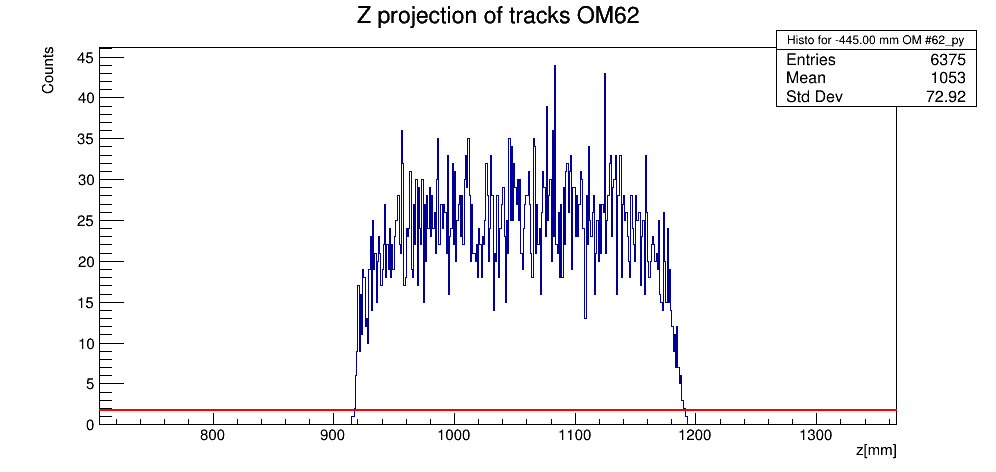 Z projection of tracks OM62
Histo for -445.00 mm OM #62_py
Entries 6375
Mean 1053
Std Dev 72.92
Counts
45
40
35
30
25
20
15
10
5
0
800 900 1000 1100 1200 1300
z[mm]